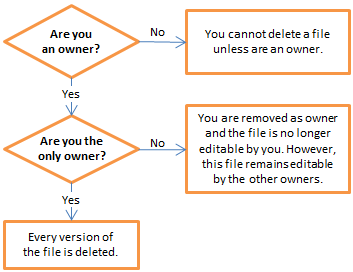 Are you
an owner?
No
You cannot delete a file
unless are an owner.
Yes
Are you the
only owner?
No
You are removed as owner
and the file is no longer
editable by you. However,
this file remains editable
by the other owners.
Yes
Every version of
the file is deleted.